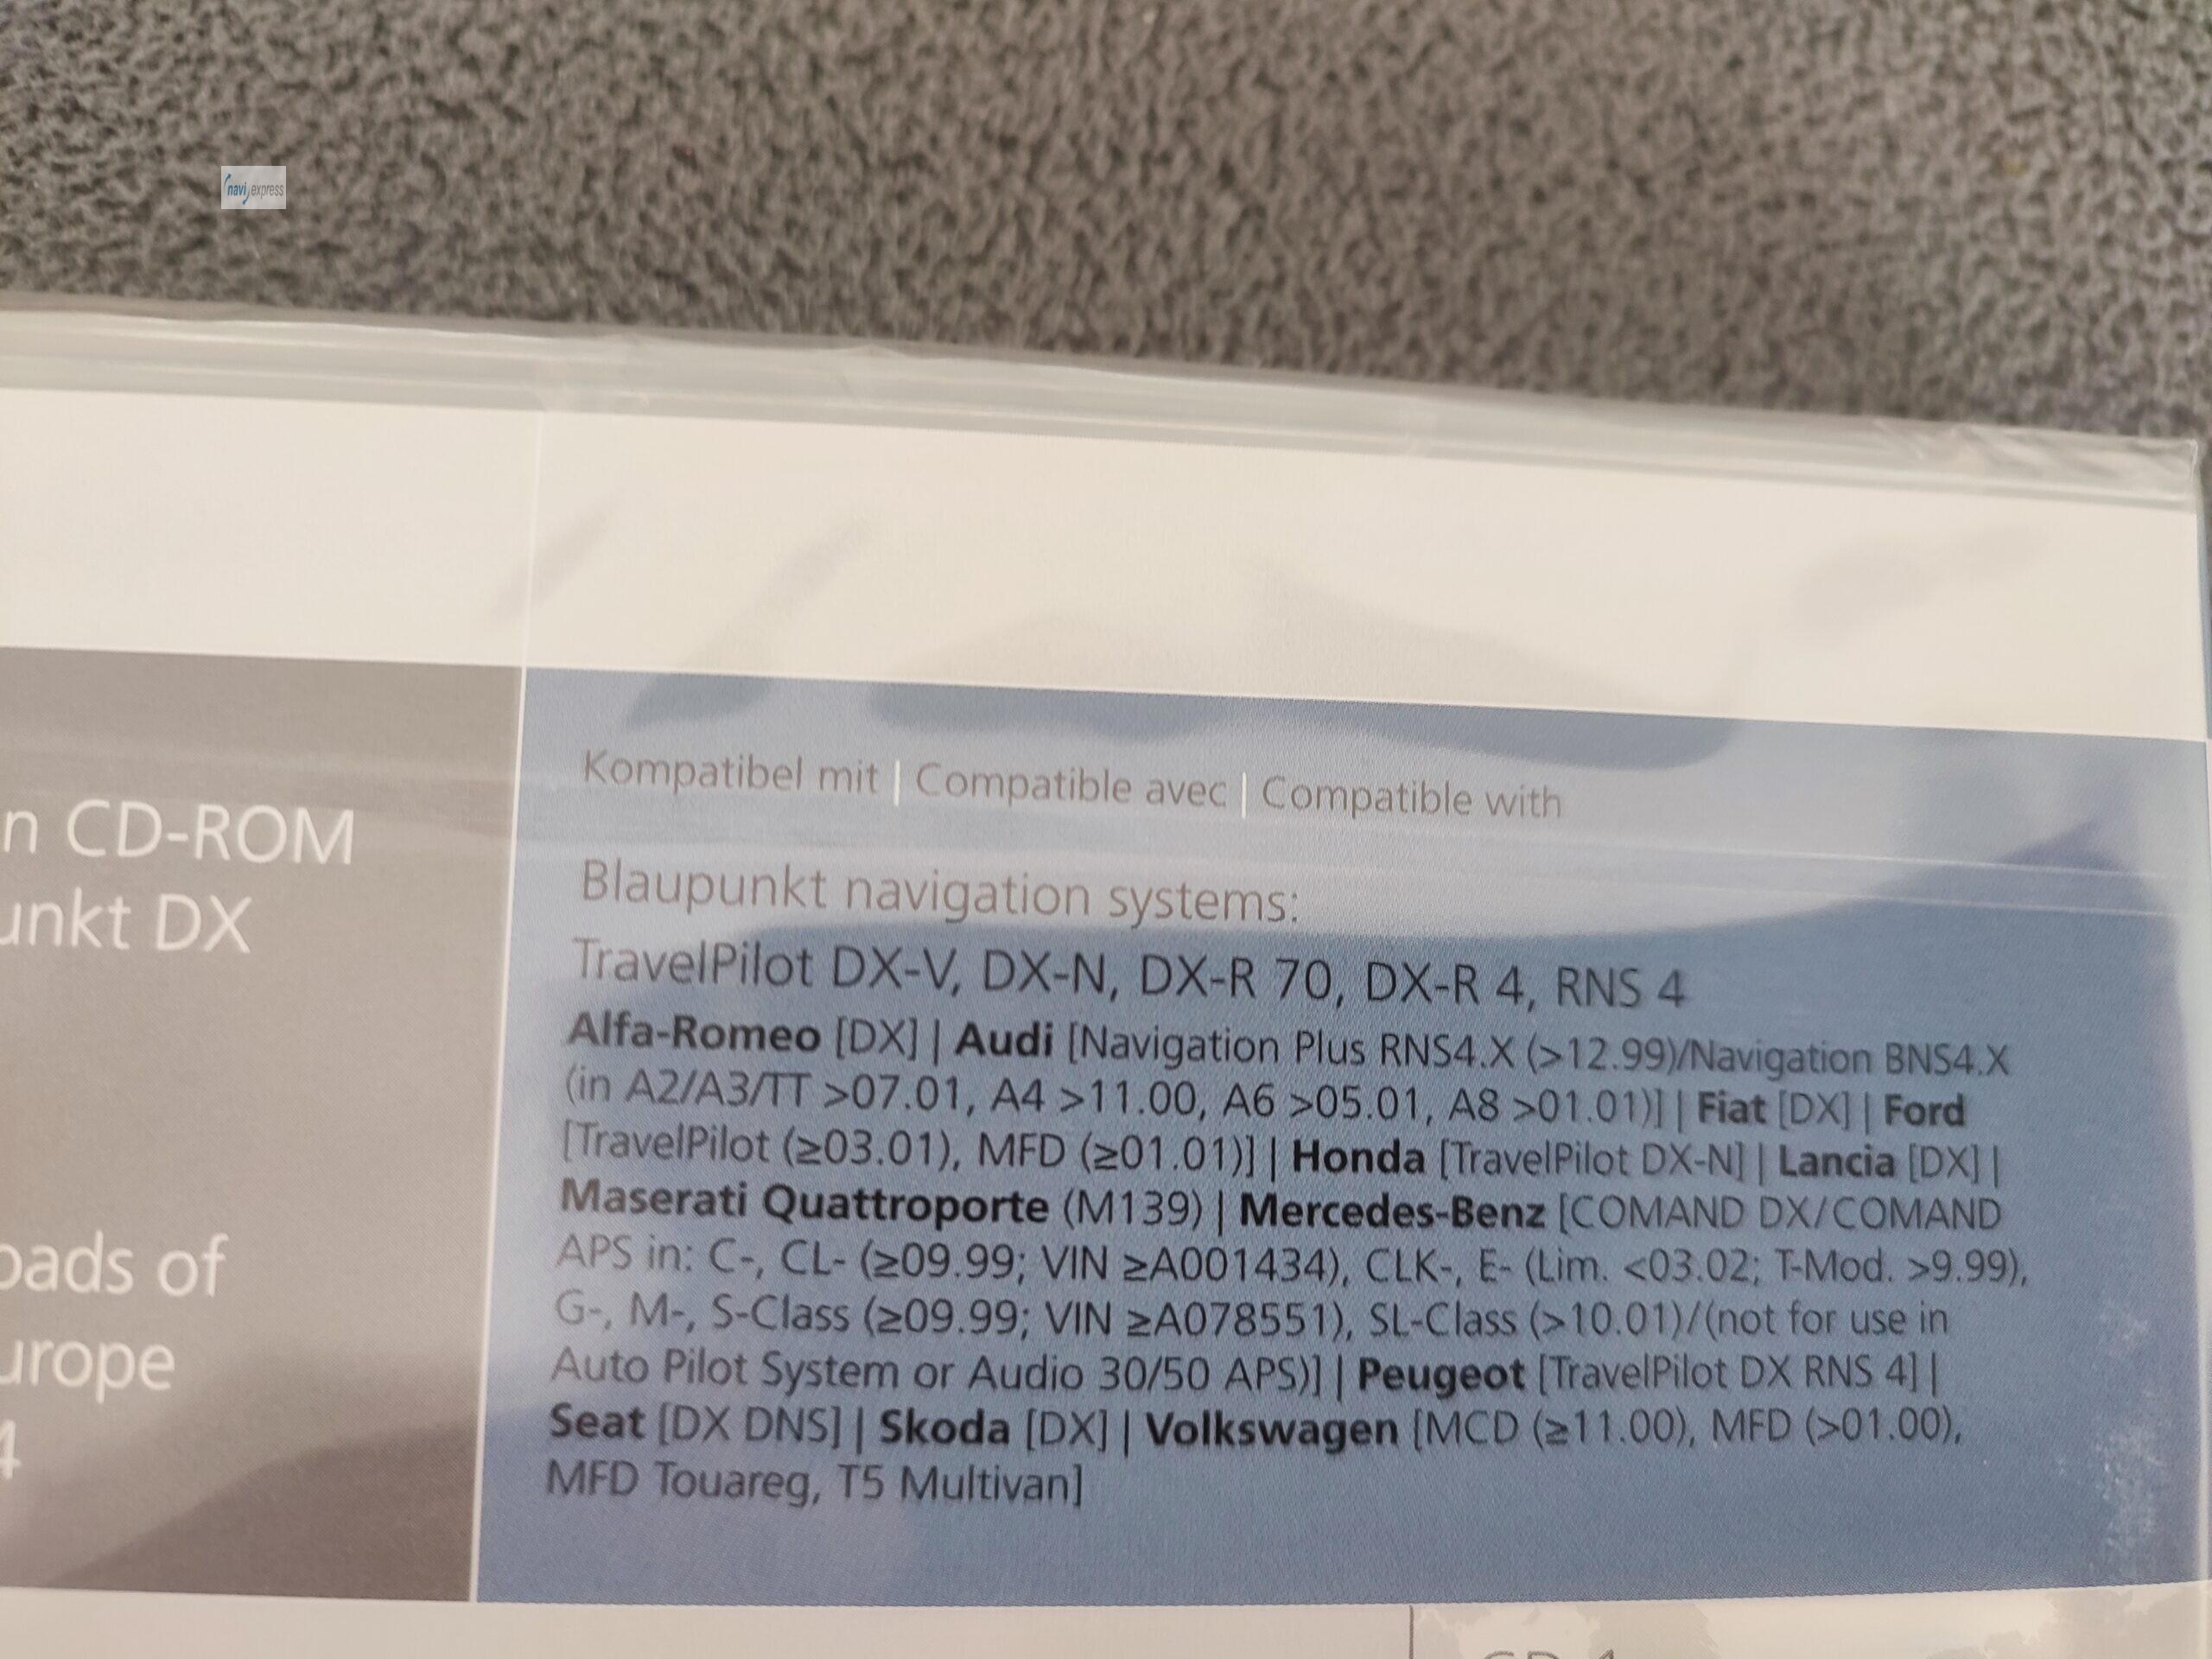 navi express
n CD-ROM
unkt DX
oads of
urope
4
Kompatibel mit | Compatible avec | Compatible with
Blaupunkt navigation systems:
TravelPilot DX-V, DX-N, DX-R 70, DX-R 4, RNS 4
Alfa-Romeo [DX] | Audi [Navigation Plus RNS4.X (>12.99)/Navigation BNS4.X
(in A2/A3/TT >07.01, A4 >11.00, A6 >05.01, A8 >01.01)] | Fiat [DX] | Ford
[TravelPilot (≥03.01), MFD (≥01.01)] | Honda [TravelPilot DX-N] | Lancia [DX] |
Maserati Quattroporte (M139) | Mercedes-Benz [COMAND DX/COMAND
APS in: C-, CL- (≥09.99; VIN ≥A001434), CLK-, E- (Lim. <03.02; T-Mod. >9.99),
G-, M-, S-Class (≥09.99; VIN ≥A078551), SL-Class (>10.01)/(not for use in
Auto Pilot System or Audio 30/50 APS)] | Peugeot [TravelPilot DX RNS 4] |
Seat [DX DNS] | Skoda [DX] | Volkswagen [MCD (≥11.00), MFD (>01.00),
MFD Touareg, T5 Multivan]
CD 1